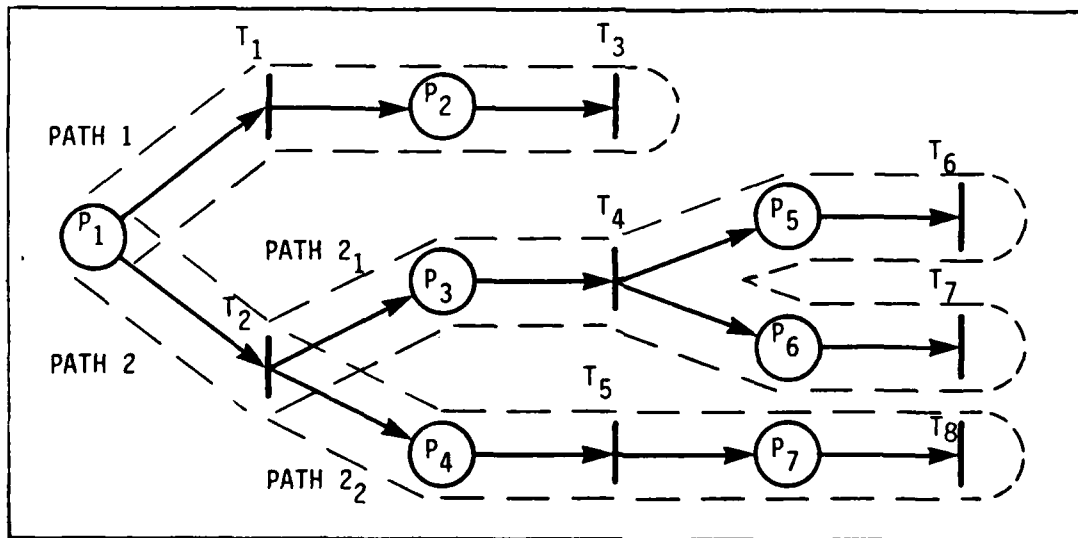 T1
T3
P2
PATH 1
T6
P1
P5
T4
PATH 2₁
P3
T7
T2
P6
PATH 2
T5
P4
P7
T8
PATH 2₂